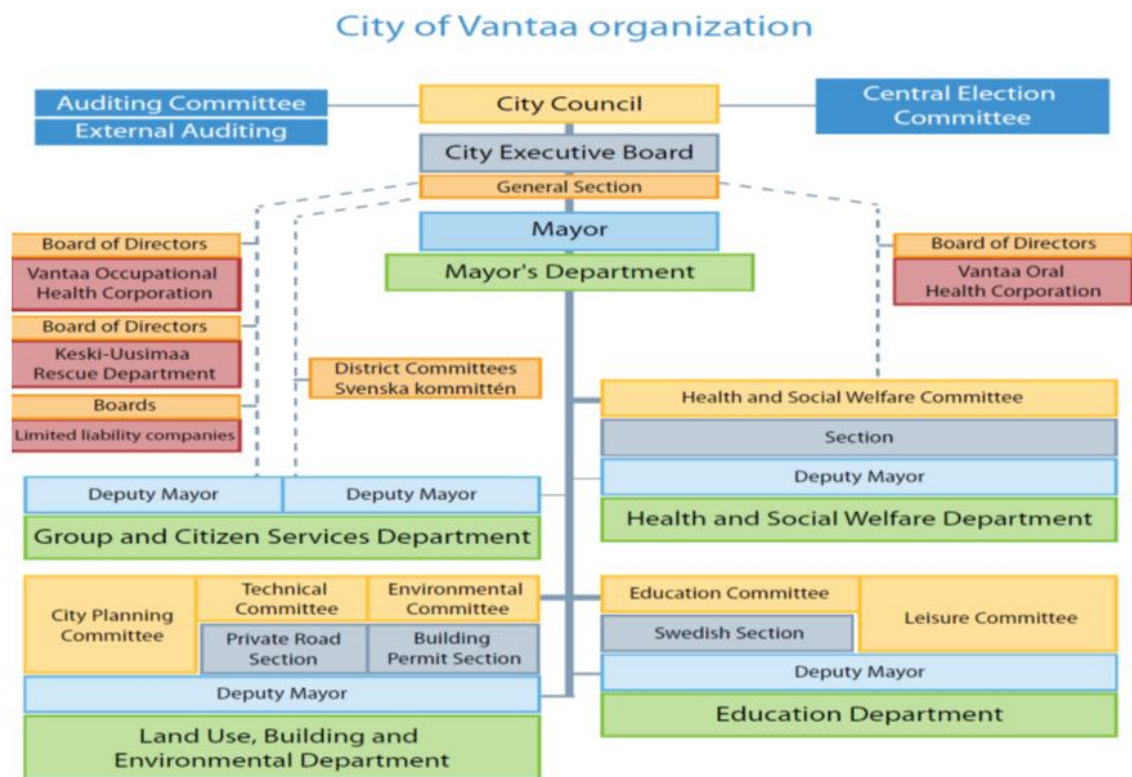 City of Vantaa organization
Auditing Committee
External Auditing
City Council
Central Election
Committee
City Executive Board
General Section
Mayor
Mayor's Department
Board of Directors
Vantaa Occupational
Health Corporation
Board of Directors
Keski-Uusimaa
Rescue Department
Boards
Limited liability companies
District Committees
Svenska kommittén
Board of Directors
Vantaa Oral
Health Corporation
Health and Social Welfare Committee
Section
Deputy Mayor
Health and Social Welfare Department
Deputy Mayor
Deputy Mayor
Group and Citizen Services Department
City Planning
Committee
Technical
Committee
Private Road
Section
Environmental
Committee
Building
Permit Section
Deputy Mayor
Land Use, Building and
Environmental Department
Education Committee
Swedish Section
Leisure Committee
Deputy Mayor
Education Department